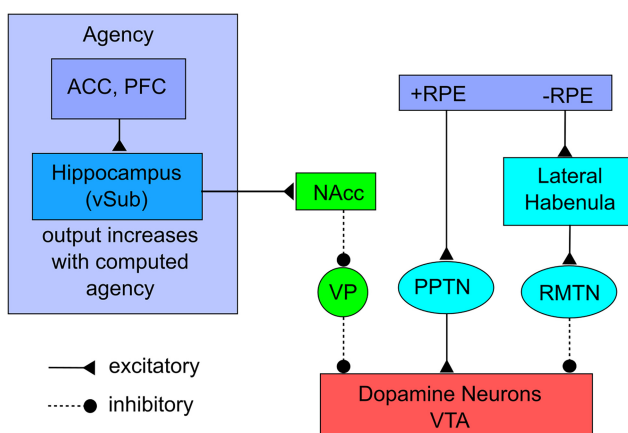 Agency
ACC, PFC
Hippocampus
(vSub)
output increases
with computed
agency
NAcc
VP
+RPE
-RPE
Lateral
Habenula
PPTN
RMTN
Dopamine Neurons
VTA
excitatory
inhibitory